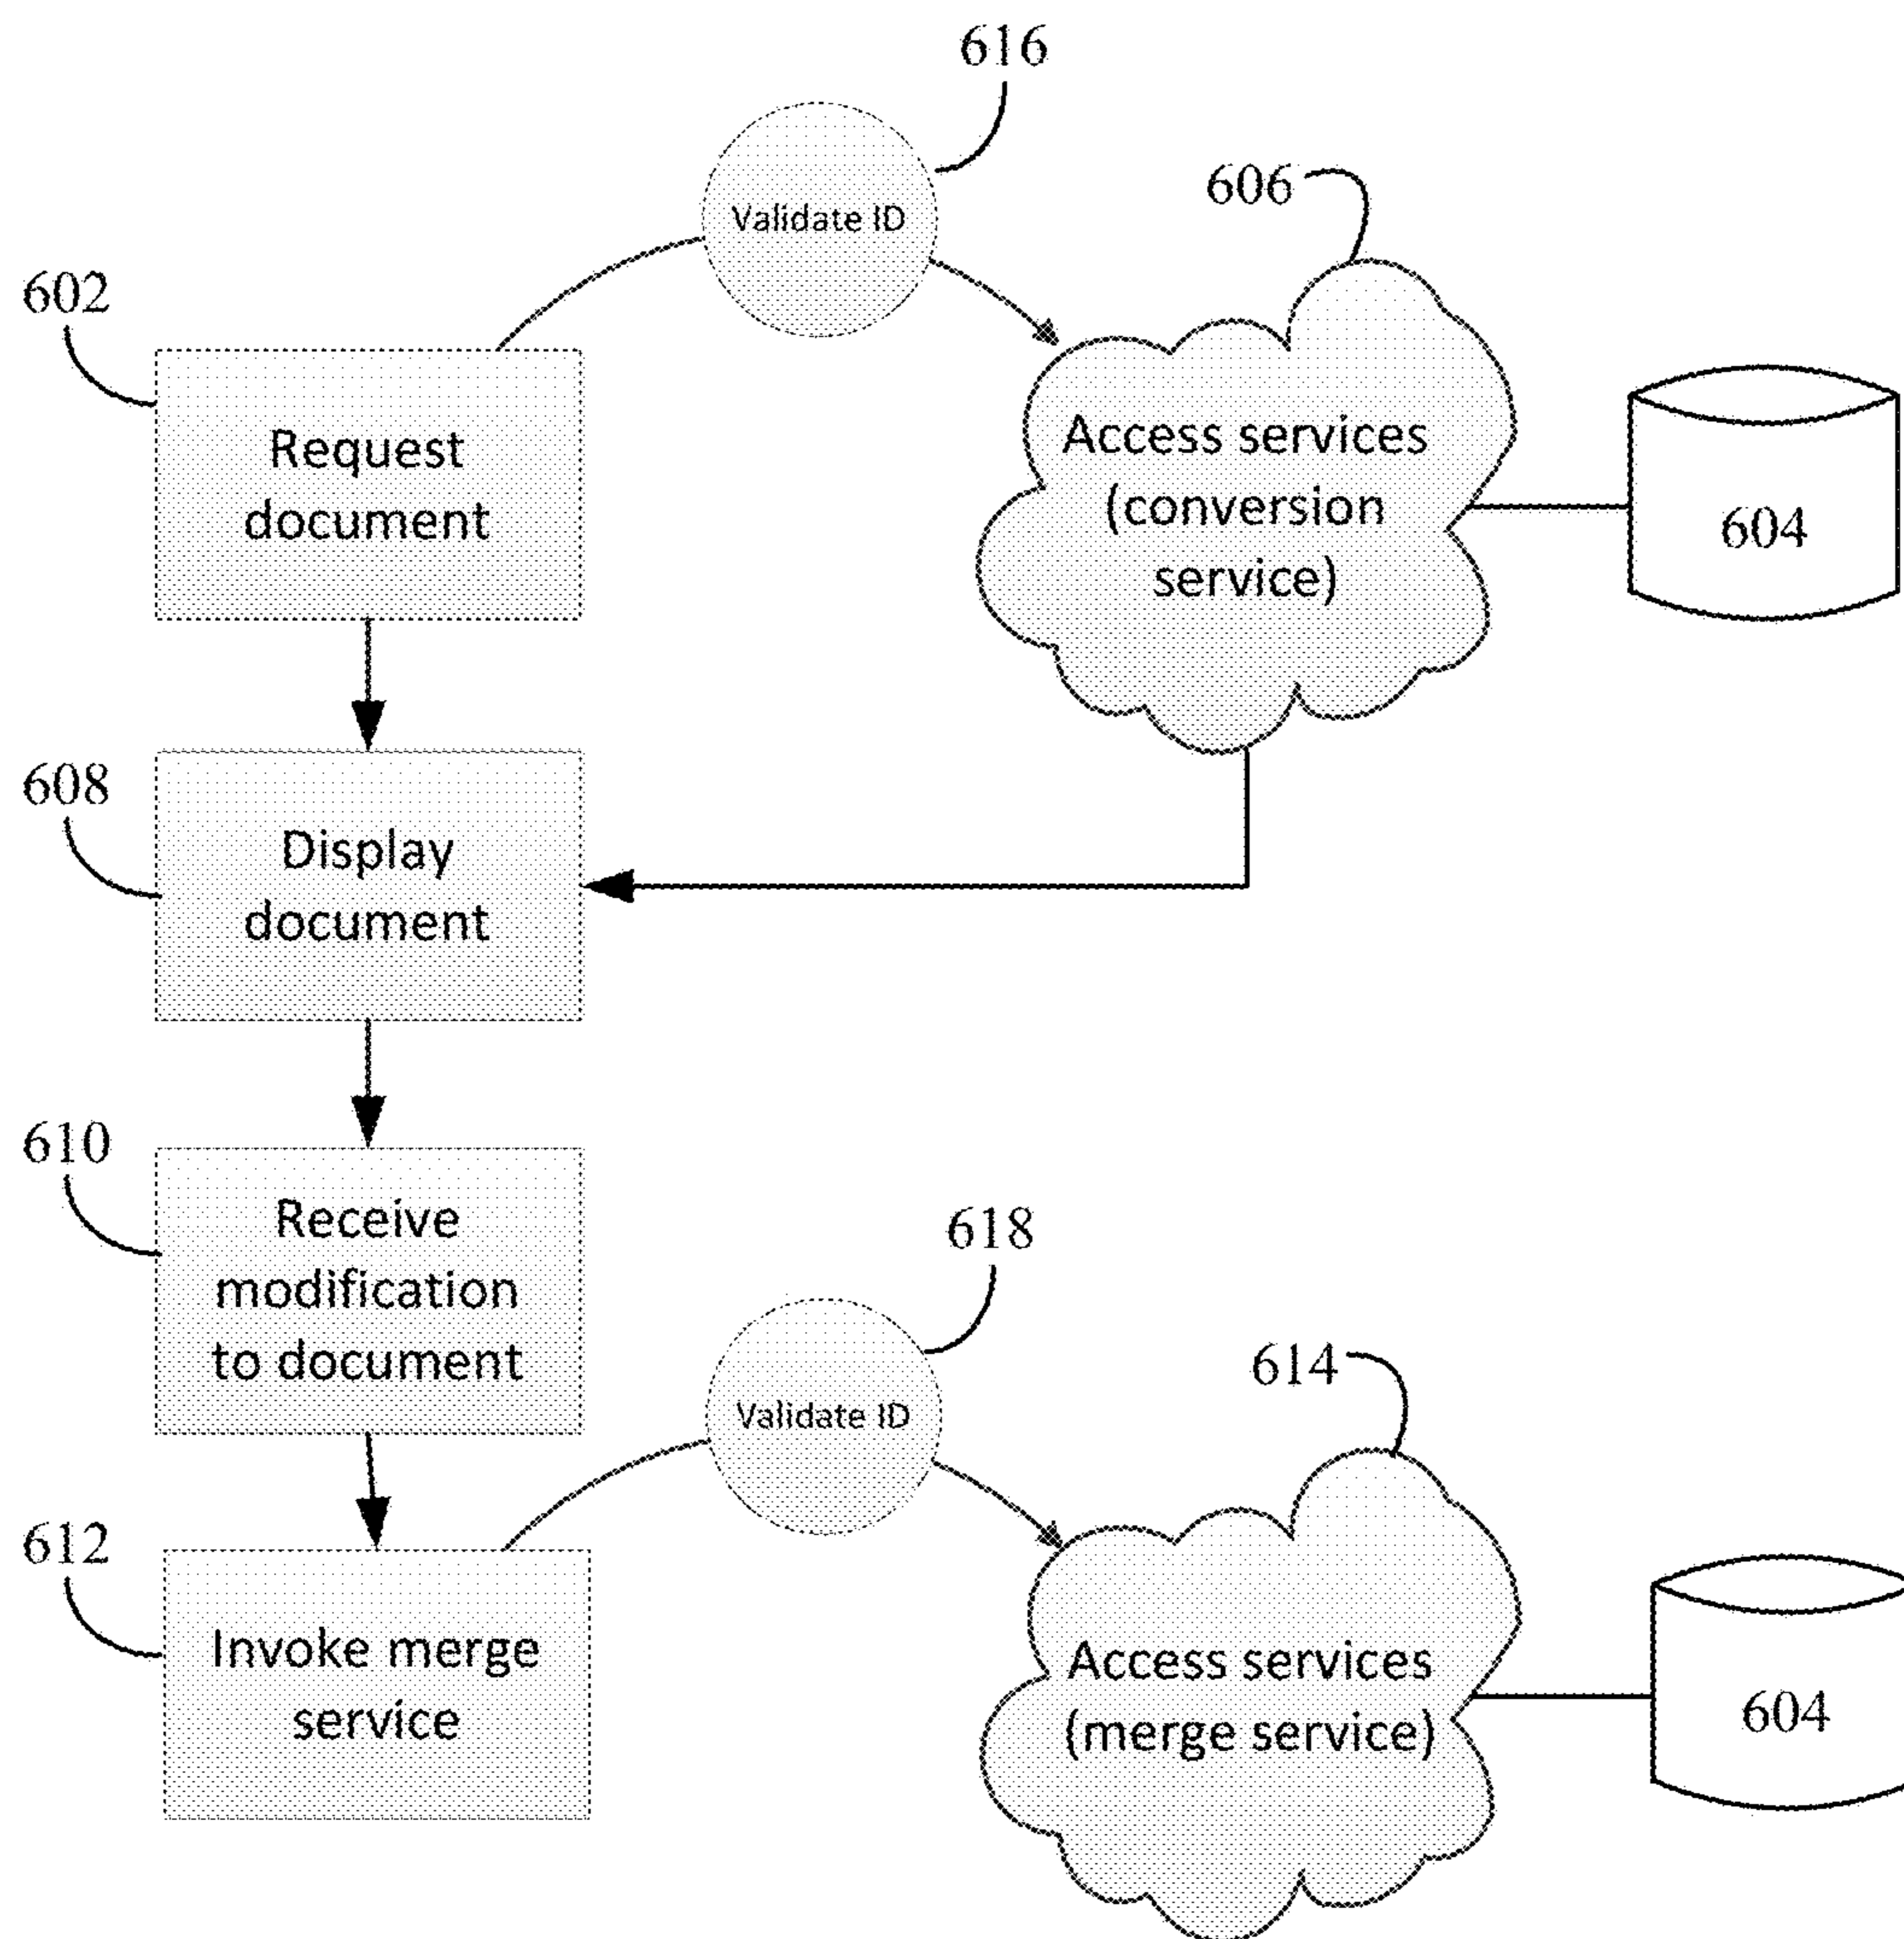 616
Validate ID
606
602
Request
document
Access services
(conversion
service)
604
608
Display
document
610
Receive
modification
to document
618
Validate ID
614
612
Invoke merge
service
Access services
(merge service)
604